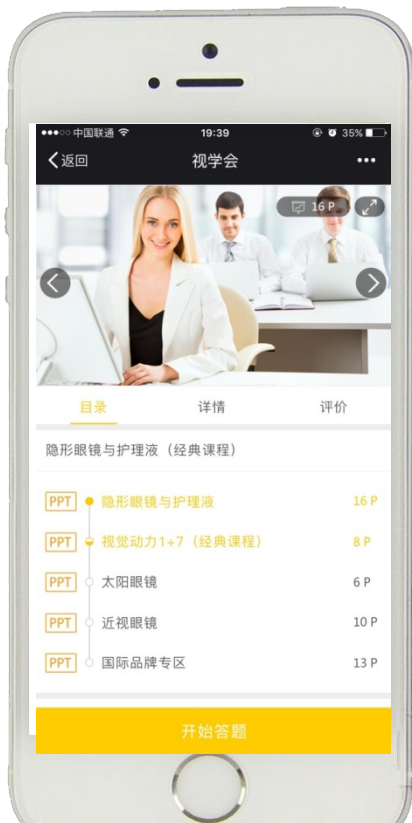 中国联通 19:39 35%
返回 视学会
16 P
目录 详情 评价
隐形眼镜与护理液（经典课程）
PPT 隐形眼镜与护理液 16 P
PPT 视觉动力1+7（经典课程） 8 P
PPT 太阳眼镜 6 P
PPT 近视眼镜 10 P
PPT 国际品牌专区 13 P
开始答题